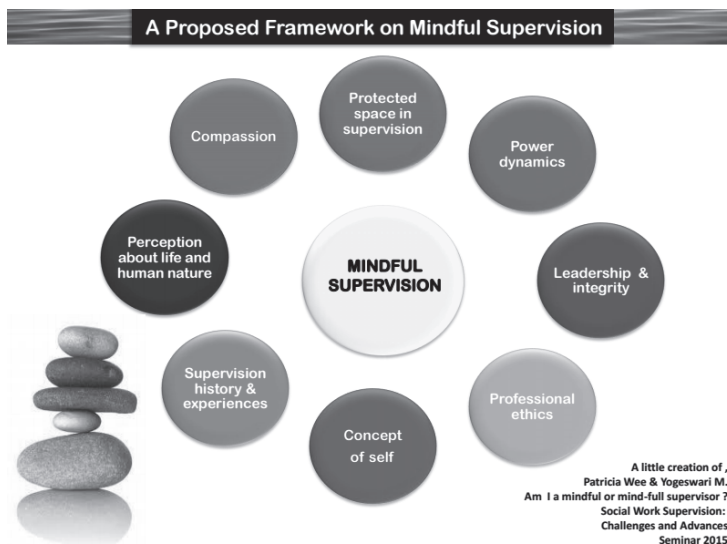 A Proposed Framework on Mindful Supervision
Protected
space in
supervision
Compassion
Power
dynamics
Perception
about life and
human nature
MINDFUL
SUPERVISION
Leadership &
integrity
Supervision
history &
experiences
Professional
ethics
Concept
of self
A little creation of ,
Patricia Wee & Yogeswari M.
Am I a mindful or mind-full supervisor ?
Social Work Supervision:
Challenges and Advances
Seminar 2015